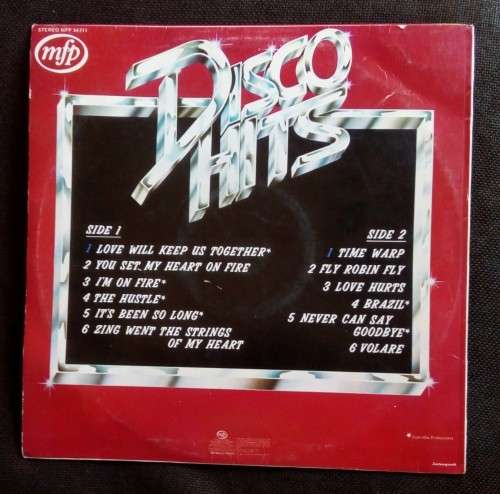 STEREO MFP 54311
mfp
DISCO
HITS
SIDE 1
1 LOVE WILL KEEP US TOGETHER*
2 YOU SET MY HEART ON FIRE
3 I'M ON FIRE*
4 THE HUSTLE*
5 IT'S BEEN SO LONG*
6 ZING WENT THE STRINGS
OF MY HEART
SIDE 2
1 TIME WARP
2 FLY ROBIN FLY
3 LOVE HURTS
4 BRAZIL*
5 NEVER CAN SAY
GOODBYE*
6 VOLARE
mfp